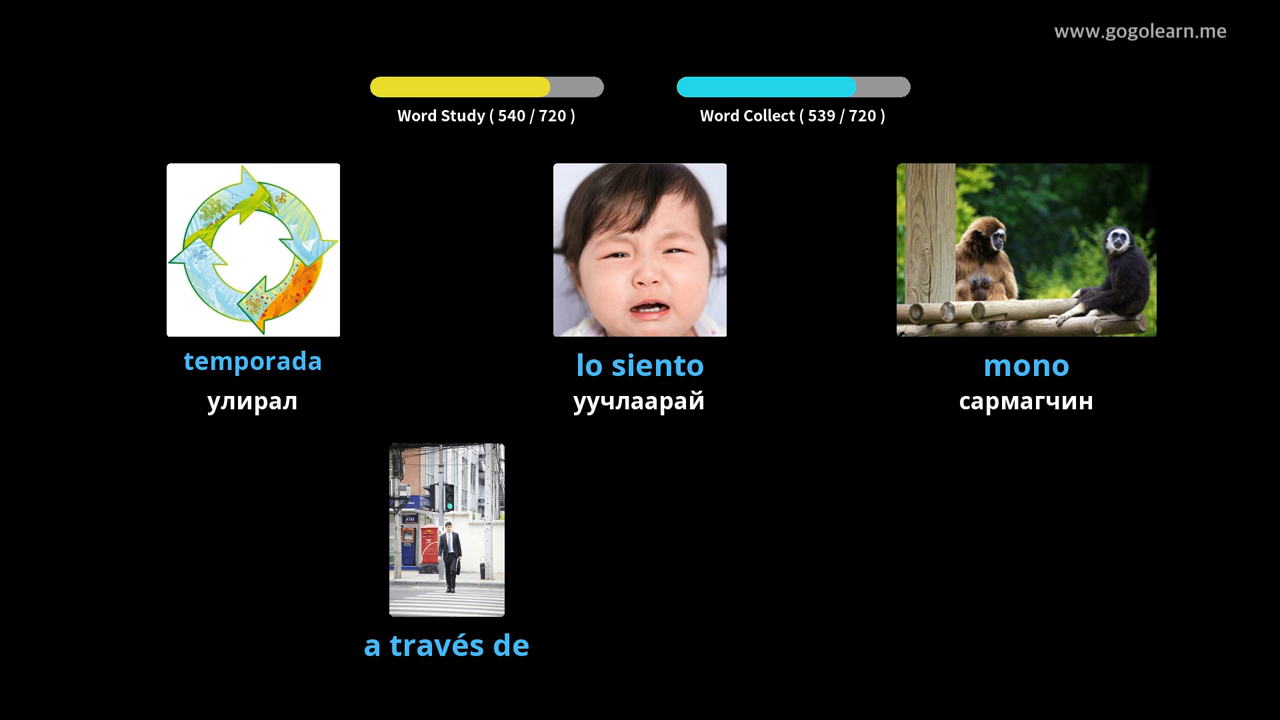 www.gogolearn.me
Word Study ( 540 / 720 )
Word Collect ( 539 / 720 )
temporada
улирал
lo siento
уучлаарай
mono
сармагчин
a través de